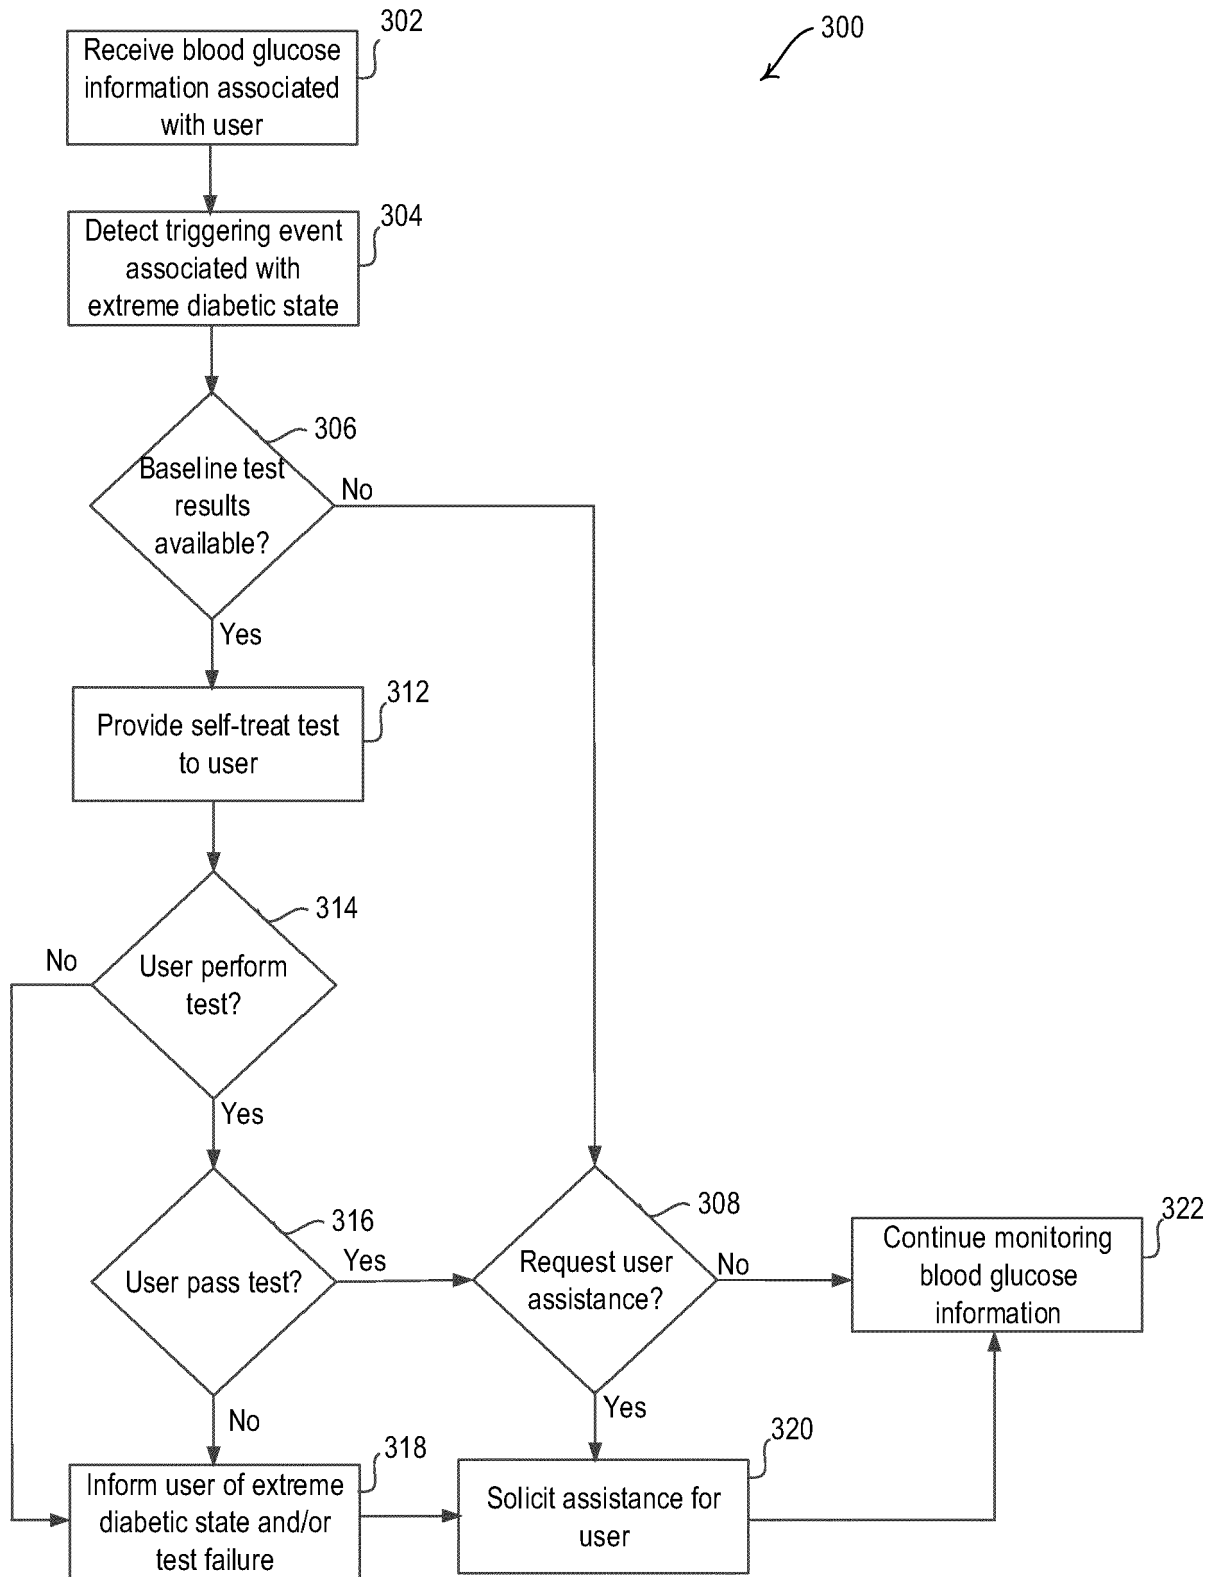 302
300
Receive blood glucose
information associated
with user
304
Detect triggering event
associated with
extreme diabetic state
306
Baseline test
results
available?
No
Yes
312
Provide self-treat test
to user
314
No
User perform
test?
Yes
316
User pass test?
Yes
308
Request user
assistance?
No
322
Continue monitoring
blood glucose
information
No
Yes
318
Inform user of extreme
diabetic state and/or
test failure
320
Solicit assistance for
user